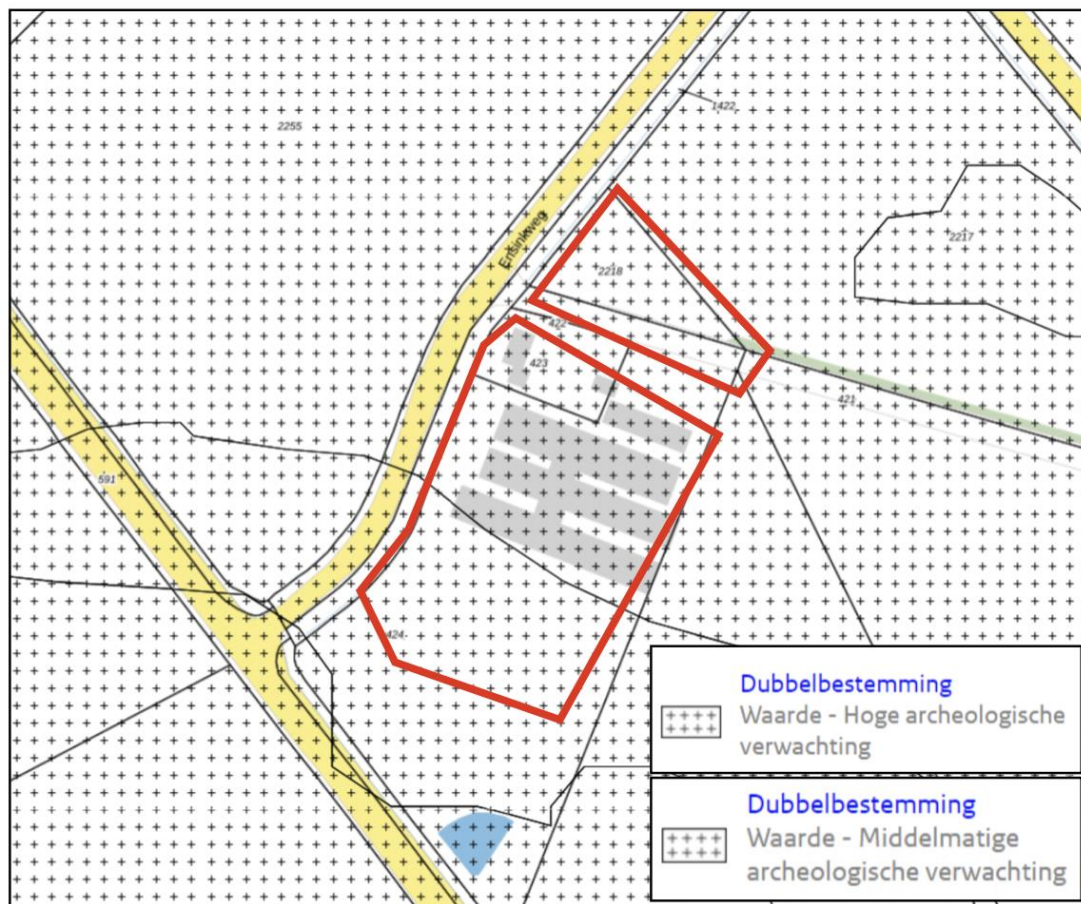 1422
2255
Ensinkweg
2217
2218
422
423
421
591
424
Dubbelbestemming
Waarde - Hoge archeologische
verwachting
Dubbelbestemming
Waarde - Middelmatige
archeologische verwachting